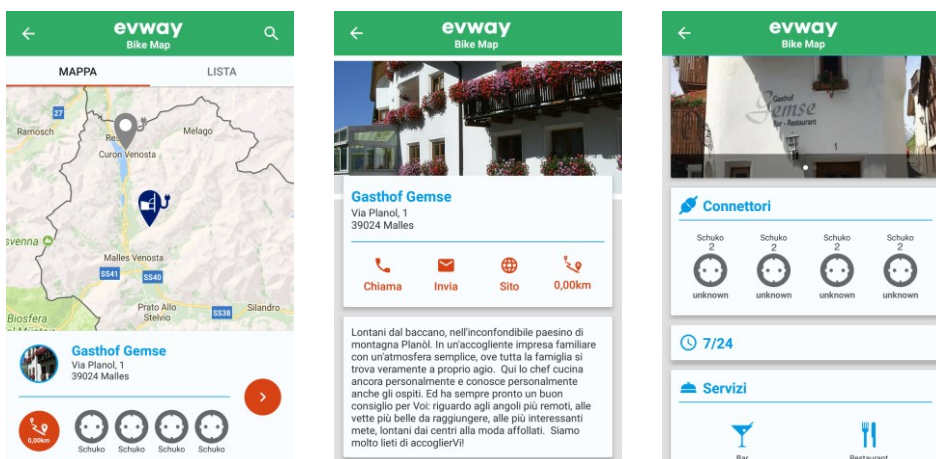 evway
Bike Map
MAPPA
LISTA
27
Ramosch
Melago
Curon Venosta
Malles Venosta
SS41
SS40
Prato Allo
Stelvio
SS38
Silandro
Biosfera
Gasthof Gemse
Via Planol, 1
39024 Malles
0,00km
Schuko
Schuko
Schuko
Schuko
evway
Bike Map
Gasthof Gemse
Via Planol, 1
39024 Malles
Chiama
Invia
Sito
0,00km
Lontani dal baccano, nell'inconfondibile paesino di
montagna Planòl. In un'accogliente impresa familiare
con un'atmosfera semplice, ove tutta la famiglia si
trova veramente a proprio agio. Qui lo chef cucina
ancora personalmente e conosce personalmente
anche gli ospiti. Ed ha sempre pronto un buon
consiglio per Voi: riguardo agli angoli più remoti, alle
vette più belle da raggiungere, alle più interessanti
mete, lontani dai centri alla moda affollati. Siamo
molto lieti di accoglierVi!
evway
Bike Map
Gasthof
Gemse
Bar - Restaurant
1
Connettori
Schuko
2
unknown
Schuko
2
unknown
Schuko
2
unknown
Schuko
2
unknown
7/24
Servizi
Bar
Restaurant